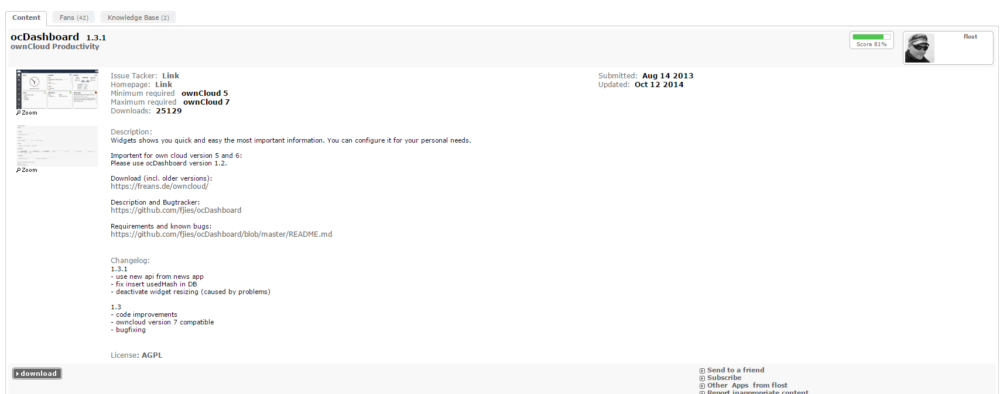 Content
Fans (42)
Knowledge Base (2)
ocDashboard 1.3.1
ownCloud Productivity
Score 81%
flost
Zoom
Zoom
Issue Tacker: Link
Homepage: Link
Minimum required ownCloud 5
Maximum required ownCloud 7
Downloads: 25129
Submitted: Aug 14 2013
Updated: Oct 12 2014
Description:
Widgets shows you quick and easy the most important information. You can configure it for your personal needs.
Importent for own cloud version 5 and 6:
Please use ocDashboard version 1.2.
Download (incl. older versions):
https://freans.de/owncloud/
Description and Bugtracker:
https://github.com/fjies/ocDashboard
Requirements and known bugs:
https://github.com/fjies/ocDashboard/blob/master/README.md
Changelog:
1.3.1
- use new api from news app
- fix insert usedHash in DB
- deactivate widget resizing (caused by problems)
1.3
- code improvements
- owncloud version 7 compatible
- bugfixing
License: AGPL
download
Send to a friend
Subscribe
Other Apps from flost
Report inappropriate content